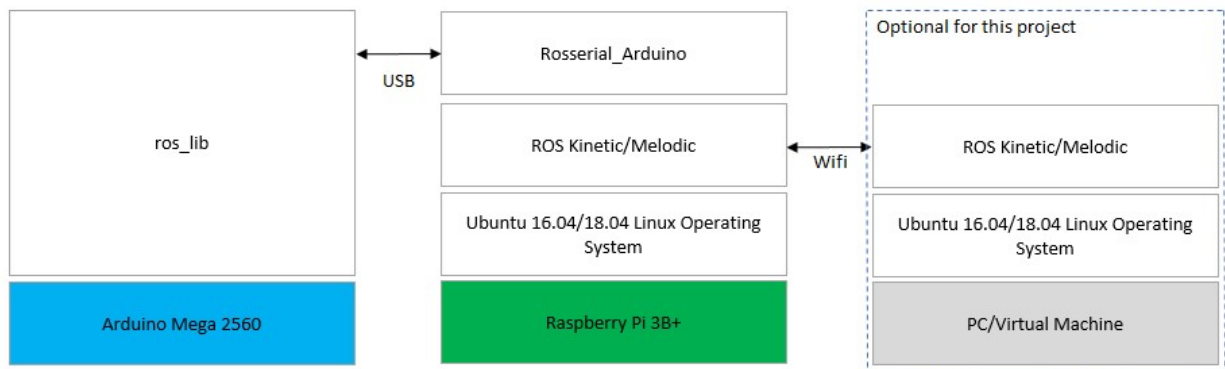 Optional for this project
Rosserial_Arduino
USB
ros_lib
ROS Kinetic/Melodic
Wifi
ROS Kinetic/Melodic
Ubuntu 16.04/18.04 Linux Operating
System
Ubuntu 16.04/18.04 Linux Operating
System
Arduino Mega 2560
Raspberry Pi 3B+
PC/Virtual Machine